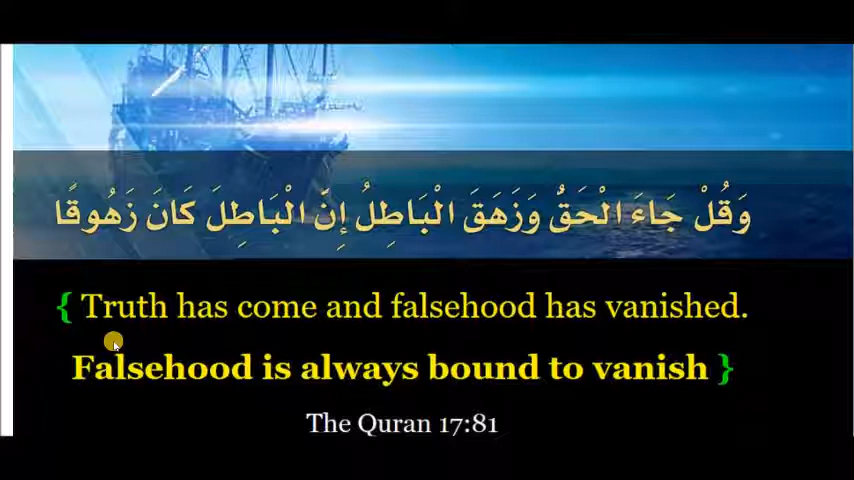 وَقُلْ جَاءَ الْحَقُّ وَزَهَقَ الْبَاطِلُ إِنَّ الْبَاطِلَ كَانَ زَهُوقًا
{ Truth has come and falsehood has vanished.
Falsehood is always bound to vanish }
The Quran 17:81